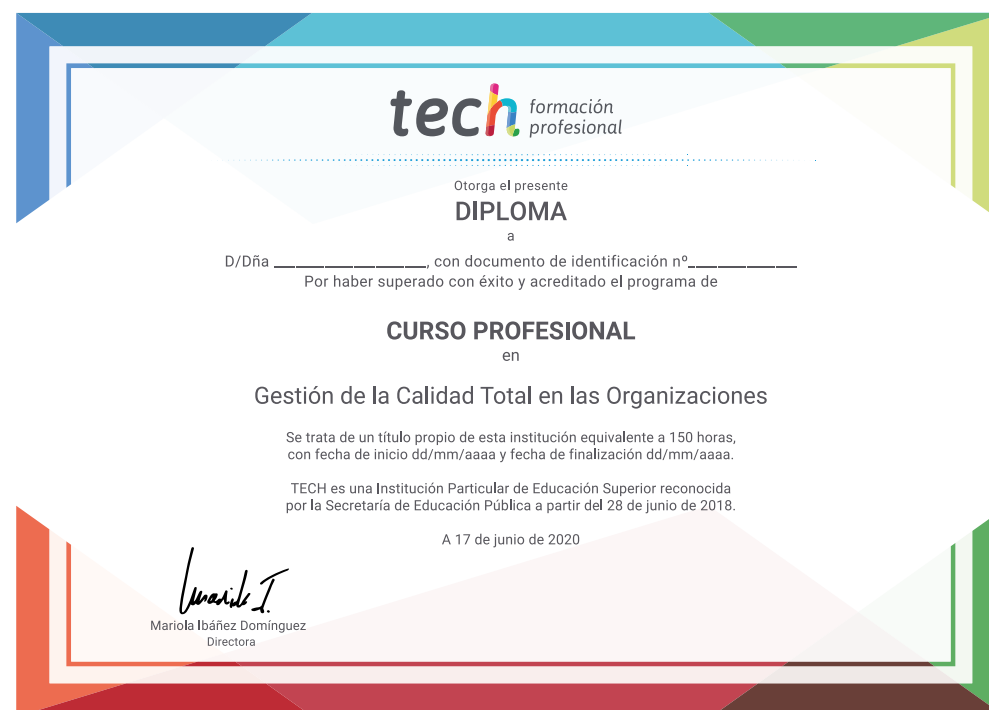 tech formación
profesional
Otorga el presente
DIPLOMA
a
D/Dña ______________, con documento de identificación nº__________
Por haber superado con éxito y acreditado el programa de
CURSO PROFESIONAL
en
Gestión de la Calidad Total en las Organizaciones
Se trata de un título propio de esta institución equivalente a 150 horas,
con fecha de inicio dd/mm/aaaa y fecha de finalización dd/mm/aaaa.
TECH es una Institución Particular de Educación Superior reconocida
por la Secretaría de Educación Pública a partir del 28 de junio de 2018.
A 17 de junio de 2020
Mariola Ibáñez Domínguez
Directora